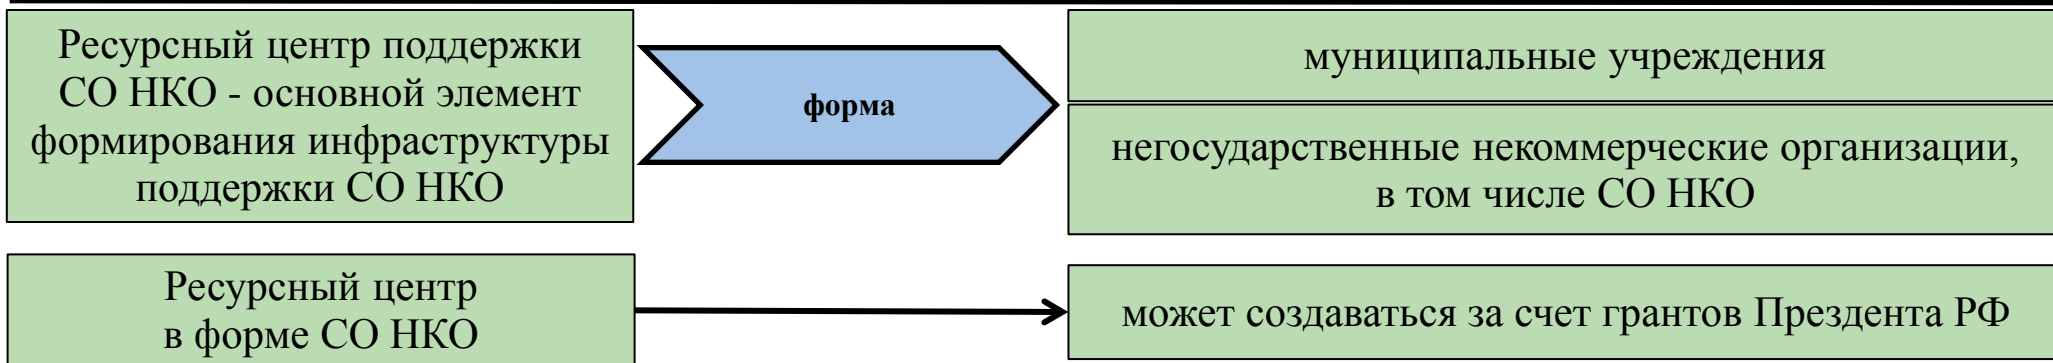 Ресурсный центр поддержки
СО НКО - основной элемент
формирования инфраструктуры
поддержки СО НКО
форма
муниципальные учреждения
негосударственные некоммерческие организации,
в том числе СО НКО
Ресурсный центр
в форме СО НКО
может создаваться за счет грантов Прездента РФ